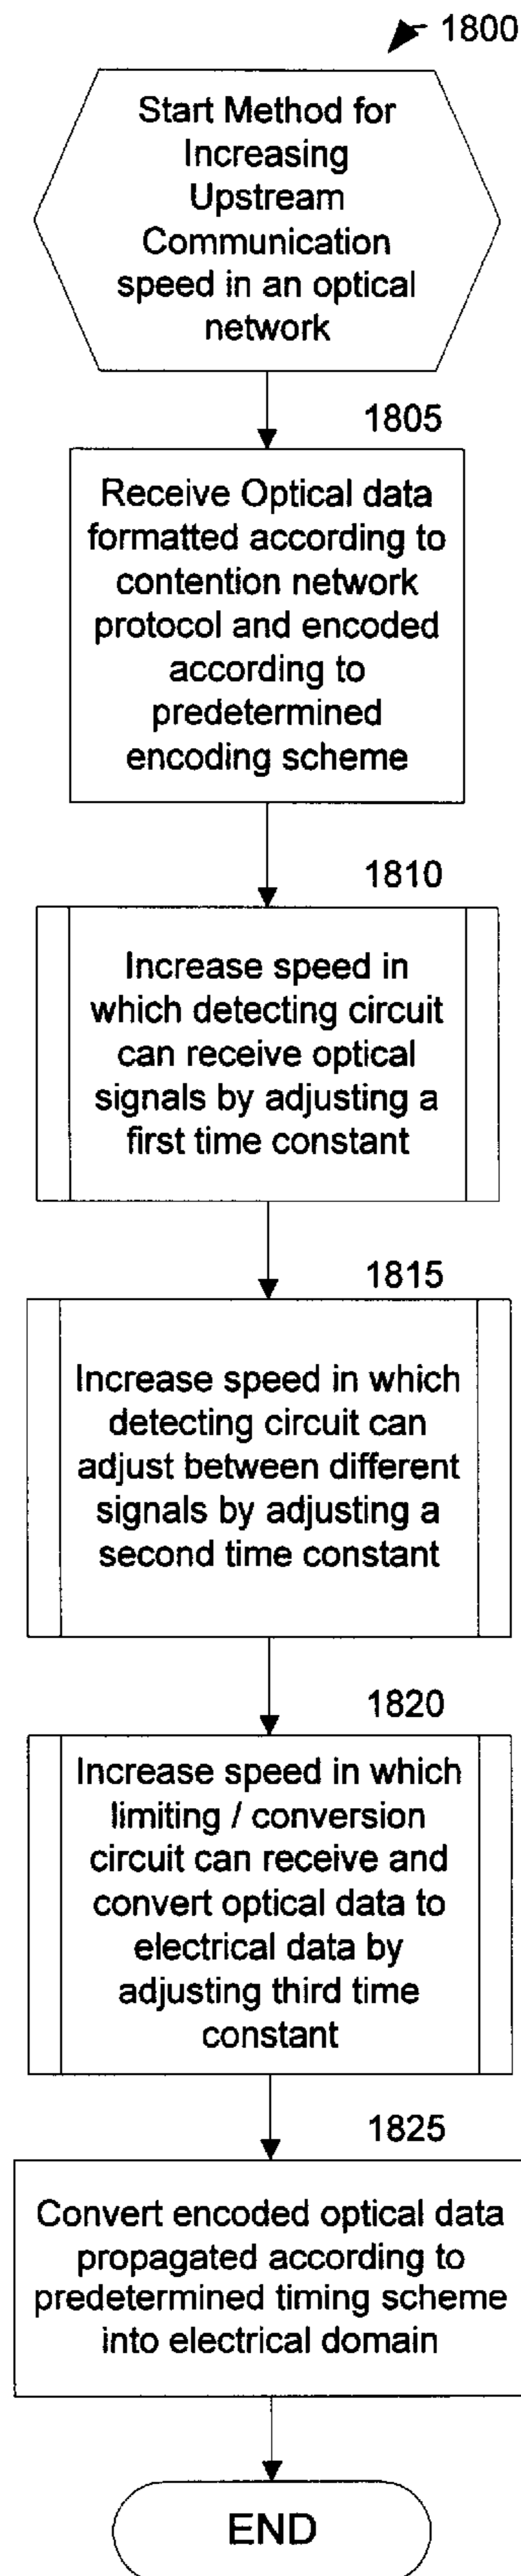 1800
Start Method for
Increasing
Upstream
Communication
speed in an optical
network
1805
Receive Optical data
formatted according to
contention network
protocol and encoded
according to
predetermined
encoding scheme
1810
Increase speed in
which detecting circuit
can receive optical
signals by adjusting a
first time constant
1815
Increase speed in which
detecting circuit can
adjust between different
signals by adjusting a
second time constant
1820
Increase speed in which
limiting / conversion
circuit can receive and
convert optical data to
electrical data by
adjusting third time
constant
1825
Convert encoded optical data
propagated according to
predetermined timing scheme
into electrical domain
END